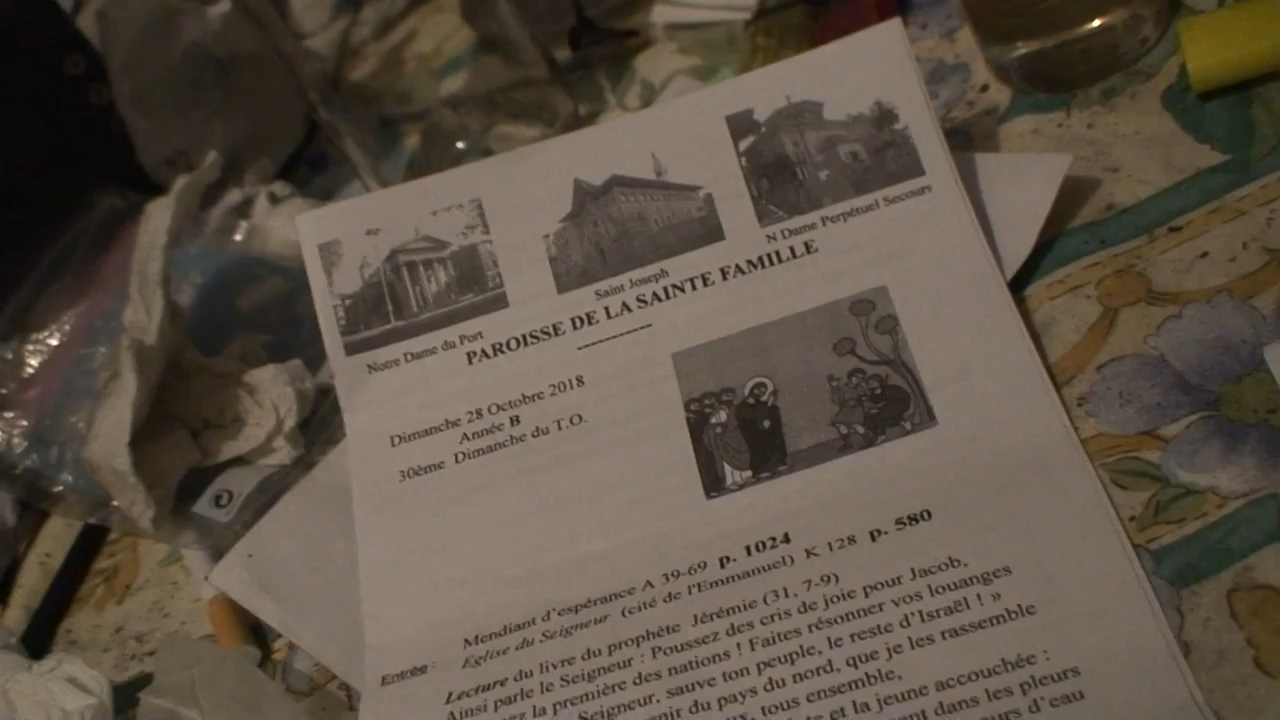 Notre Dame du Port
Saint Joseph
N Dame Perpétuel Secours
PAROISSE DE LA SAINTE FAMILLE
Dimanche 28 Octobre 2018
Année B
30ème Dimanche du T.O.
Entrée : Mendiant d'espérance A 39-69 p. 1024
Eglise du Seigneur (cité de l'Emmanuel) K 128 p. 580
Lecture du livre du prophète Jérémie (31, 7-9)
Ainsi parle le Seigneur : Poussez des cris de joie pour Jacob,
la première des nations ! Faites résonner vos louanges
Seigneur, sauve ton peuple, le reste d'Israël ! »
du pays du nord, que je les rassemble
tous ensemble,
et la jeune accouchée :
dans les pleurs
d'eau